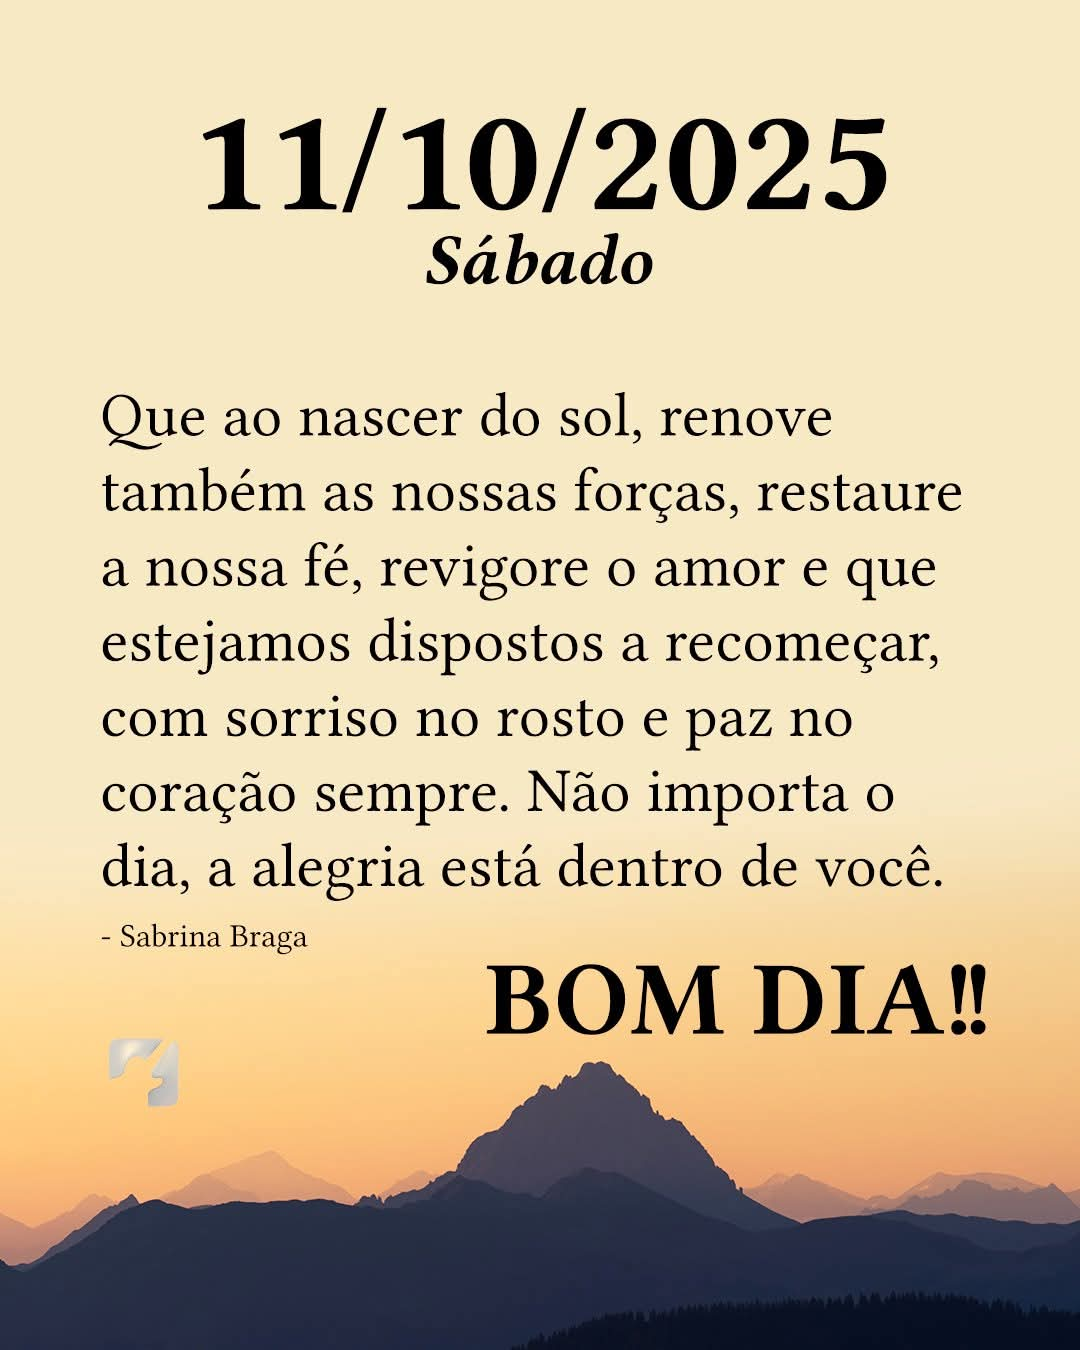 11/10/2025
Sábado
Que ao nascer do sol, renove
também as nossas forças, restaure
a nossa fé, revigore o amor e que
estejamos dispostos a recomeçar,
com sorriso no rosto e paz no
coração sempre. Não importa o
dia, a alegria está dentro de você.
- Sabrina Braga
BOM DIA!!